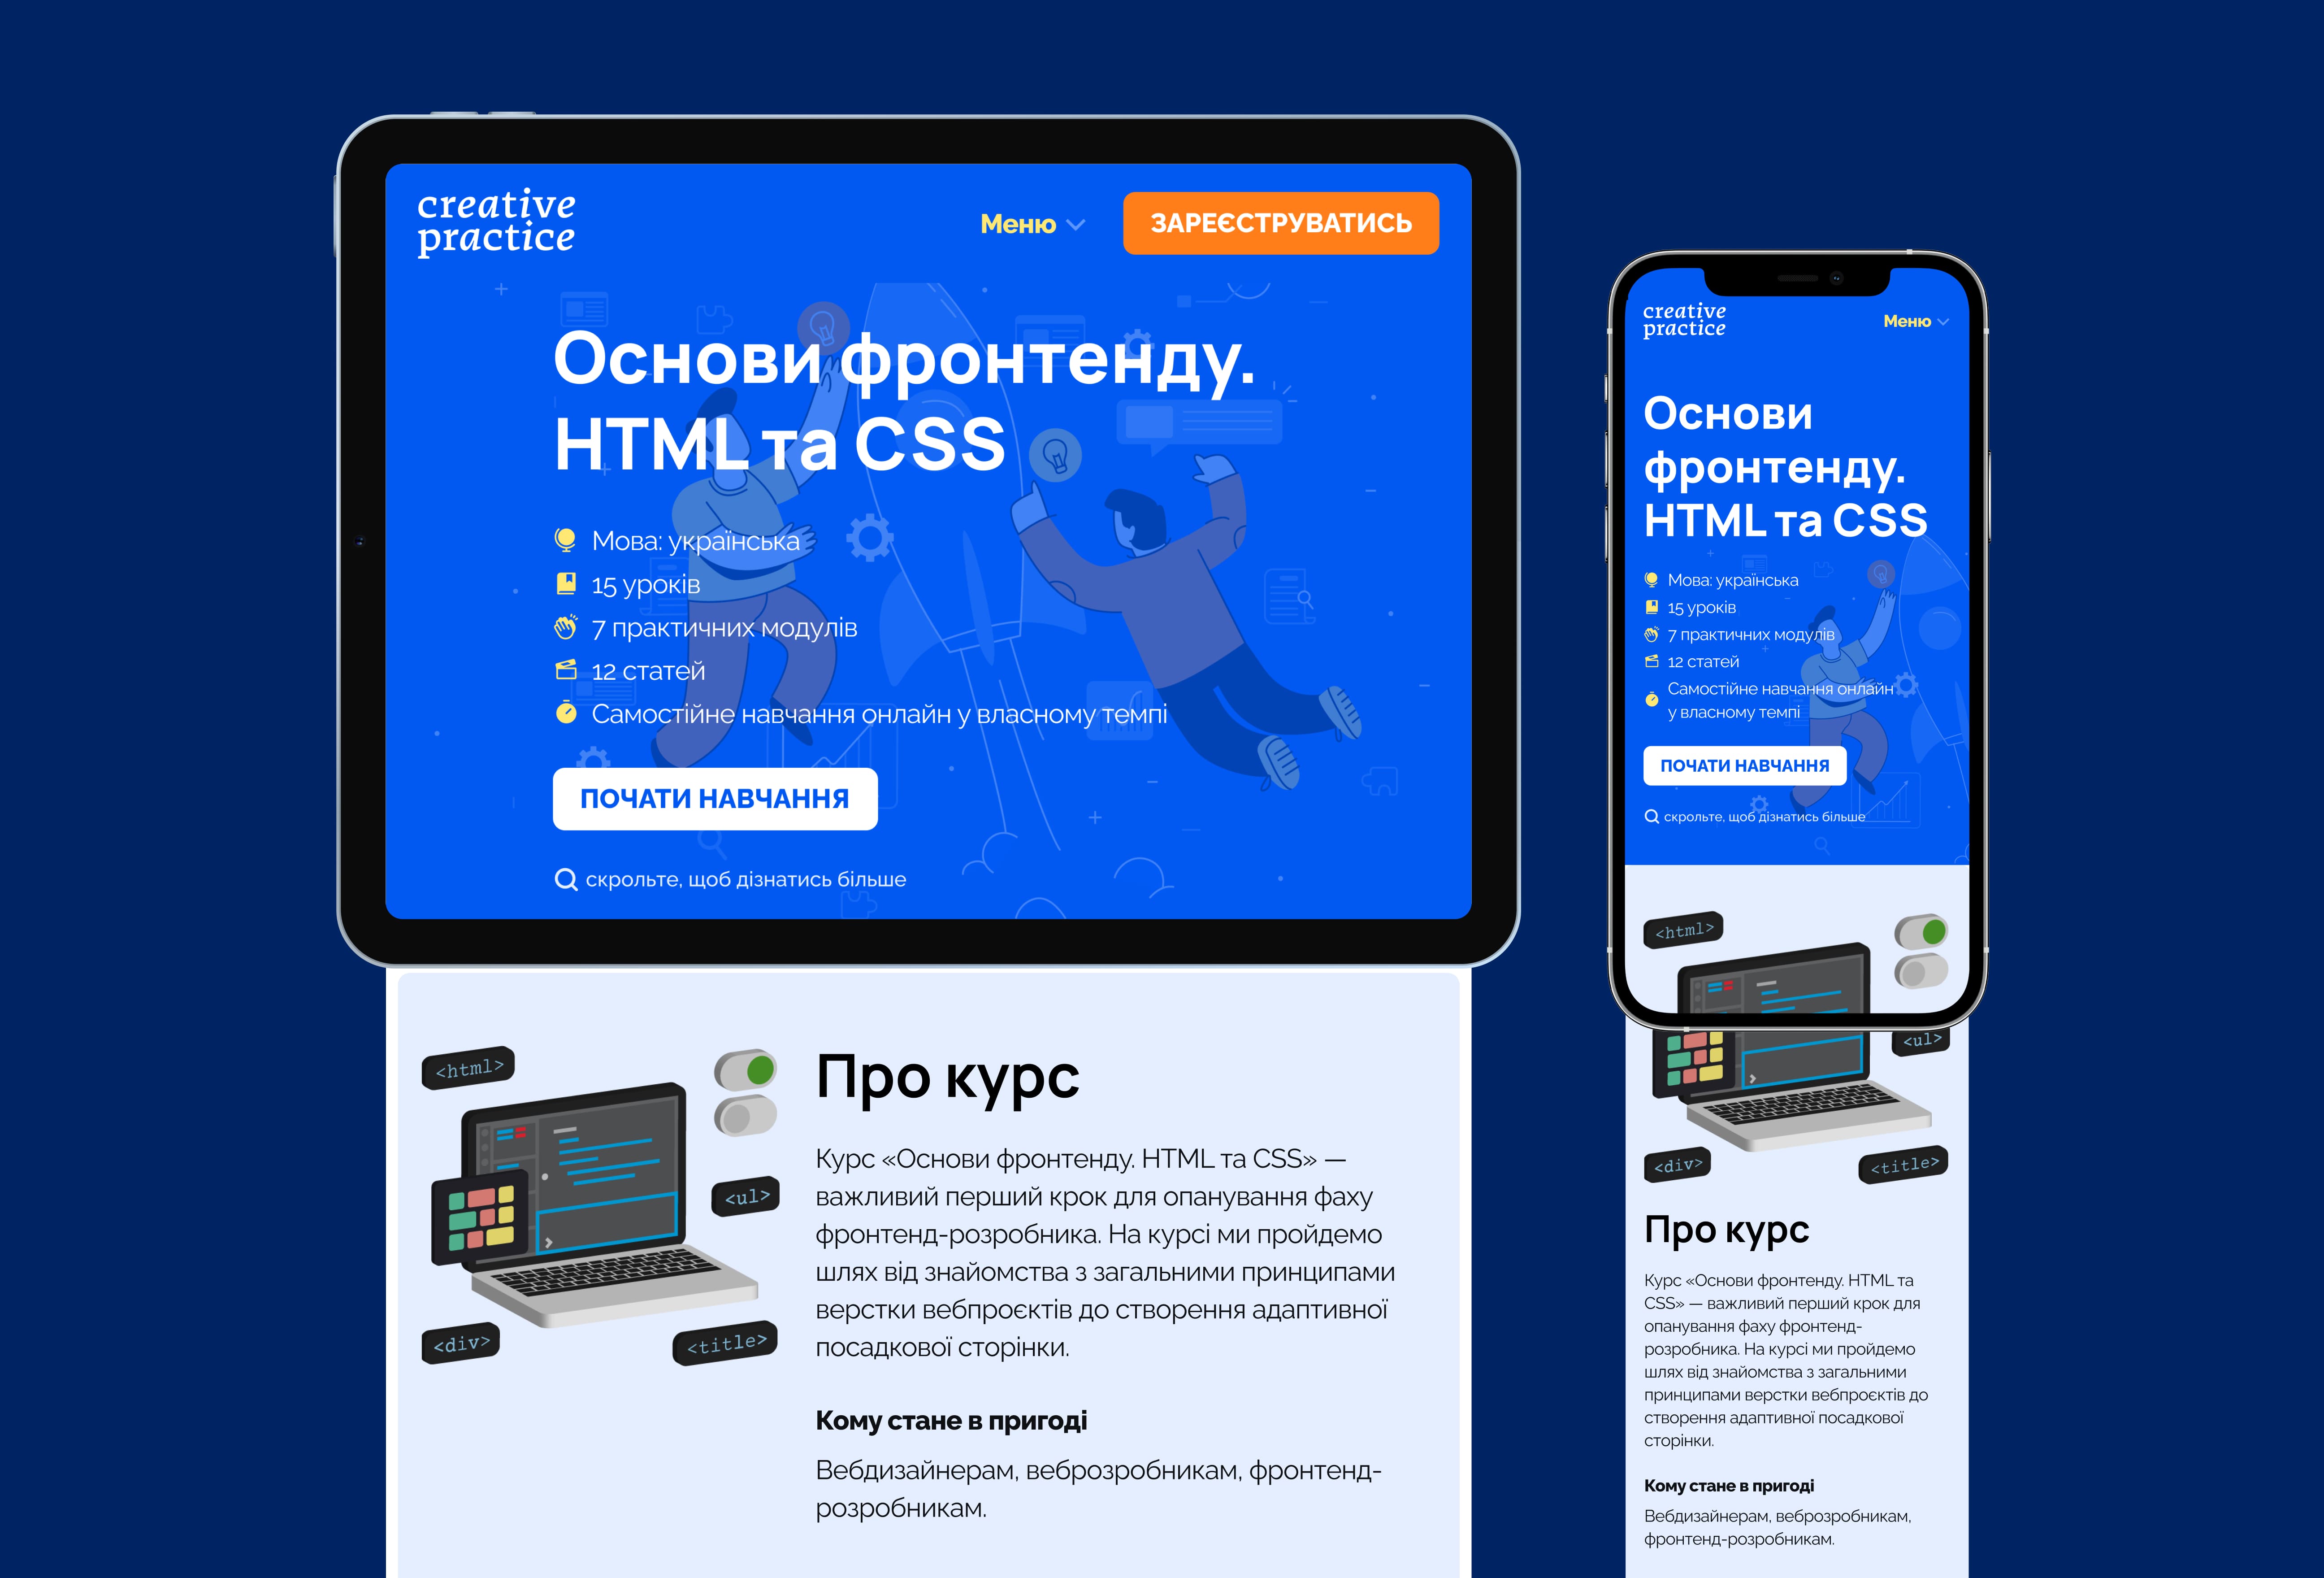 creative
practice
Меню
ЗАРЕЄСТРУВАТИСЬ
Основи фронтенду.
HTML та CSS
Мова: українська
15 уроків
7 практичних модулів
12 статей
Самостійне навчання онлайн у власному темпі
ПОЧАТИ НАВЧАННЯ
скрольте, щоб дізнатись більше
<html>
<ul>
<div>
<title>
Про курс
Курс «Основи фронтенду. HTML та CSS» —
важливий перший крок для опанування фаху
фронтенд-розробника. На курсі ми пройдемо
шлях від знайомства з загальними принципами
верстки вебпроєктів до створення адаптивної
посадкової сторінки.
Кому стане в пригоді
Вебдизайнерам, веброзробникам, фронтенд-
розробникам.
creative
practice
Меню
Основи
фронтенду.
HTML та CSS
Мова: українська
15 уроків
7 практичних модулів
12 статей
Самостійне навчання онлайн
у власному темпі
ПОЧАТИ НАВЧАННЯ
скрольте, щоб дізнатись більше
<html>
<ul>
<div>
<title>
Про курс
Курс «Основи фронтенду. HTML та
CSS» — важливий перший крок для
опанування фаху фронтенд-
розробника. На курсі ми пройдемо
шлях від знайомства з загальними
принципами верстки вебпроєктів до
створення адаптивної посадкової
сторінки.
Кому стане в пригоді
Вебдизайнерам, веброзробникам,
фронтенд-розробникам.